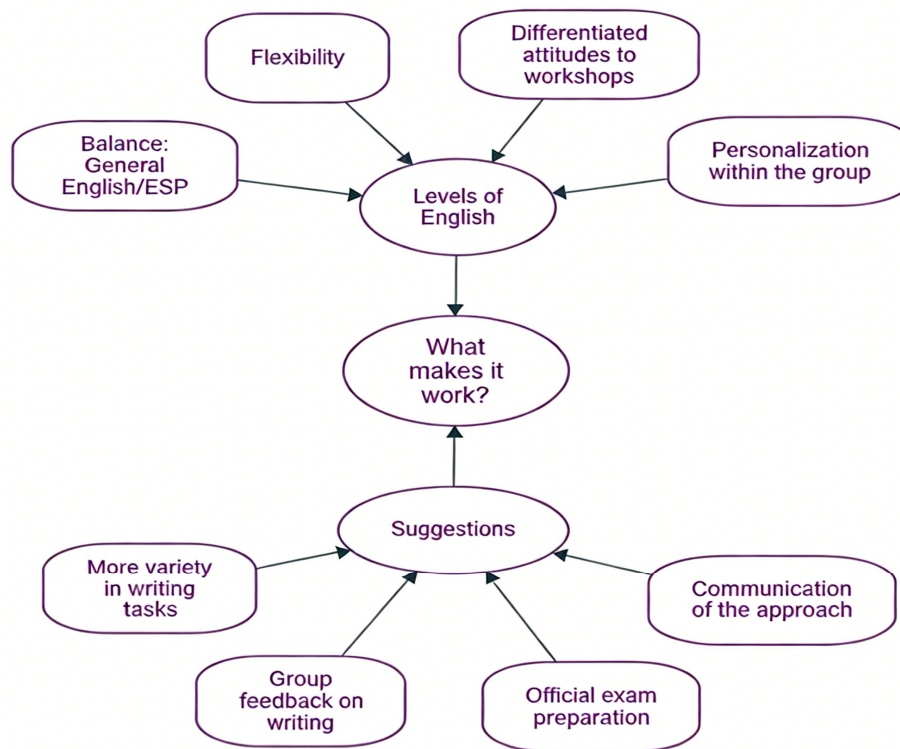 Flexibility
Differentiated
attitudes to
workshops
Balance:
General
English/ESP
Personalization
within the group
Levels of
English
What
makes it
work?
Suggestions
More variety
in writing
tasks
Communication
of the approach
Group
feedback on
writing
Official exam
preparation